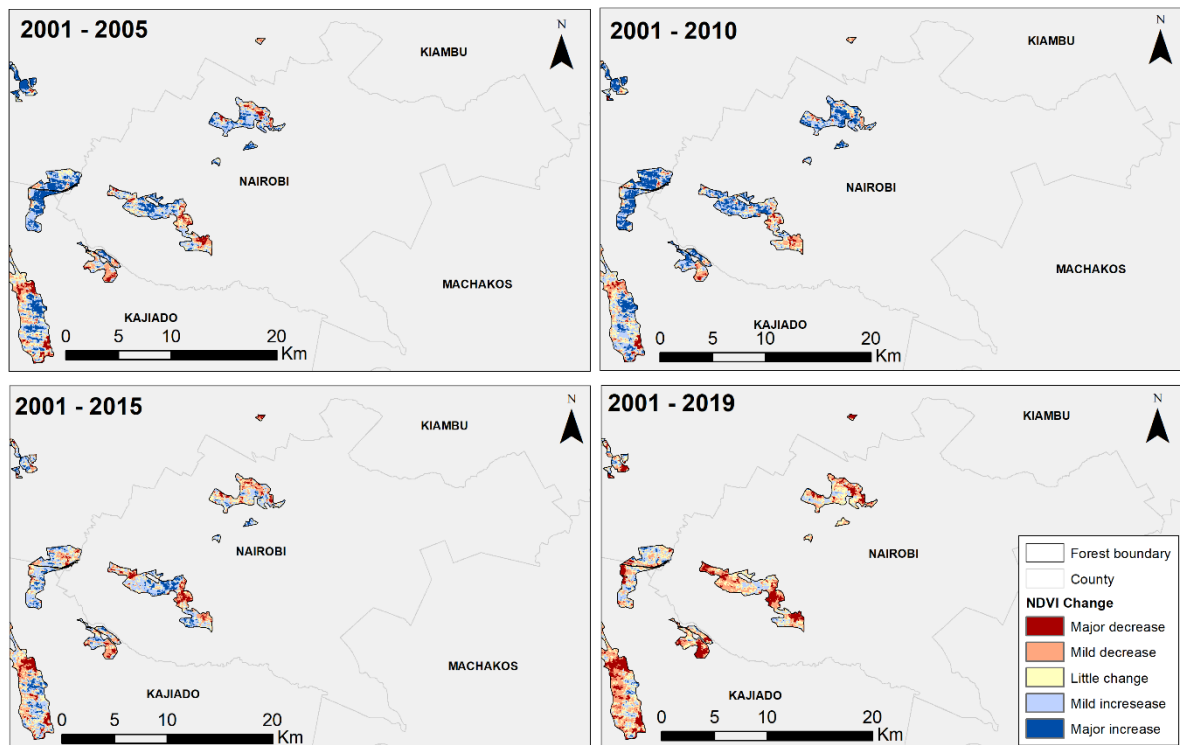 2001 - 2005
N
KIAMBU
NAIROBI
MACHAKOS
KAJIADO
0 5 10 20
Km
2001 - 2010
N
KIAMBU
NAIROBI
MACHAKOS
KAJIADO
0 5 10 20
Km
2001 - 2015
N
KIAMBU
NAIROBI
MACHAKOS
KAJIADO
0 5 10 20
Km
2001 - 2019
N
KIAMBU
NAIROBI
KAJIADO
0 5 10 20
Km
Forest boundary
County
NDVI Change
Major decrease
Mild decrease
Little change
Mild incresease
Major increase